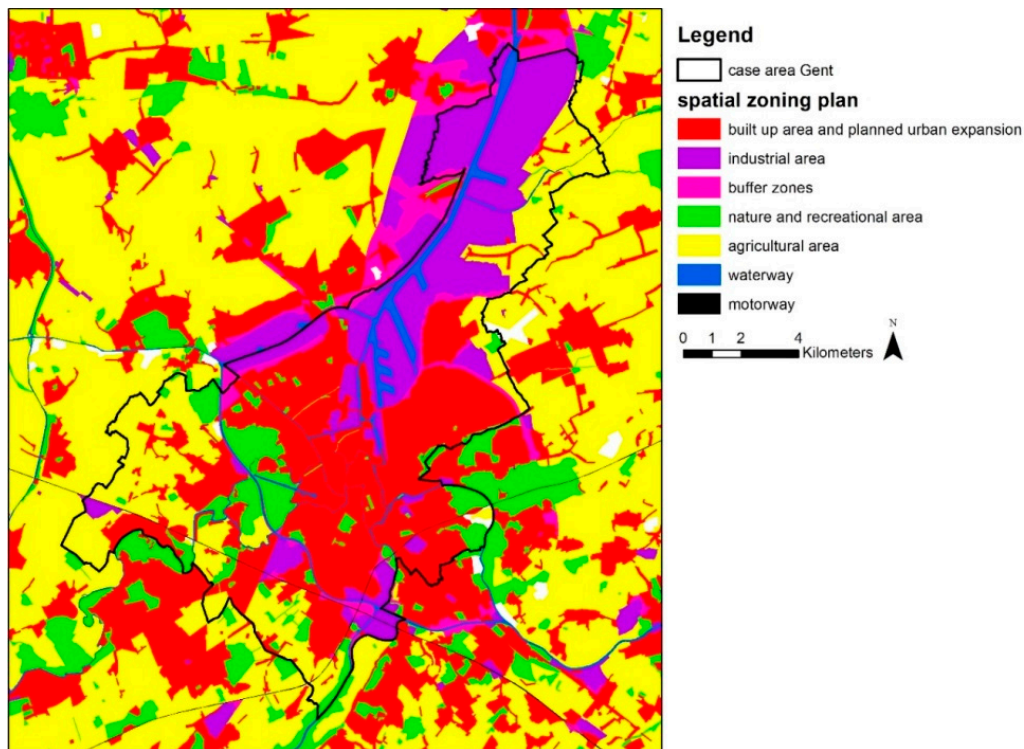 Legend
case area Gent
spatial zoning plan
built up area and planned urban expansion
industrial area
buffer zones
nature and recreational area
agricultural area
waterway
motorway
N
0 1 2 4
Kilometers